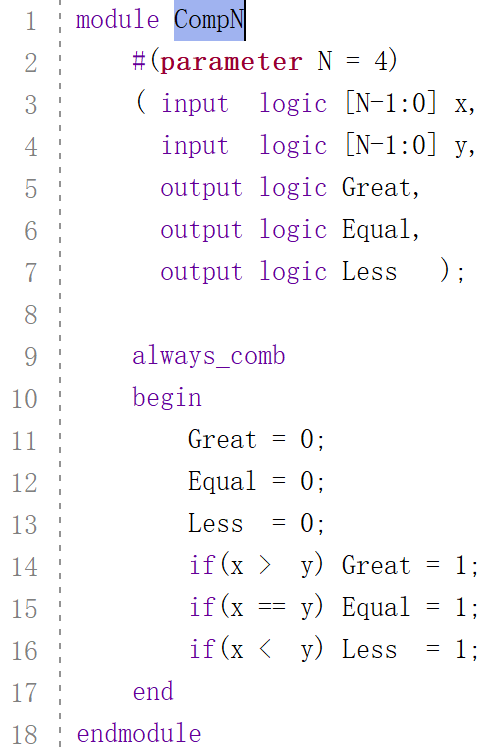 1 module CompN
2 #(parameter N = 4)
3 ( input logic [N-1:0] x,
4 input logic [N-1:0] y,
5 output logic Great,
6 output logic Equal,
7 output logic Less );
8
9 always_comb
10 begin
11 Great = 0;
12 Equal = 0;
13 Less = 0;
14 if(x > y) Great = 1;
15 if(x == y) Equal = 1;
16 if(x < y) Less = 1;
17 end
18 endmodule